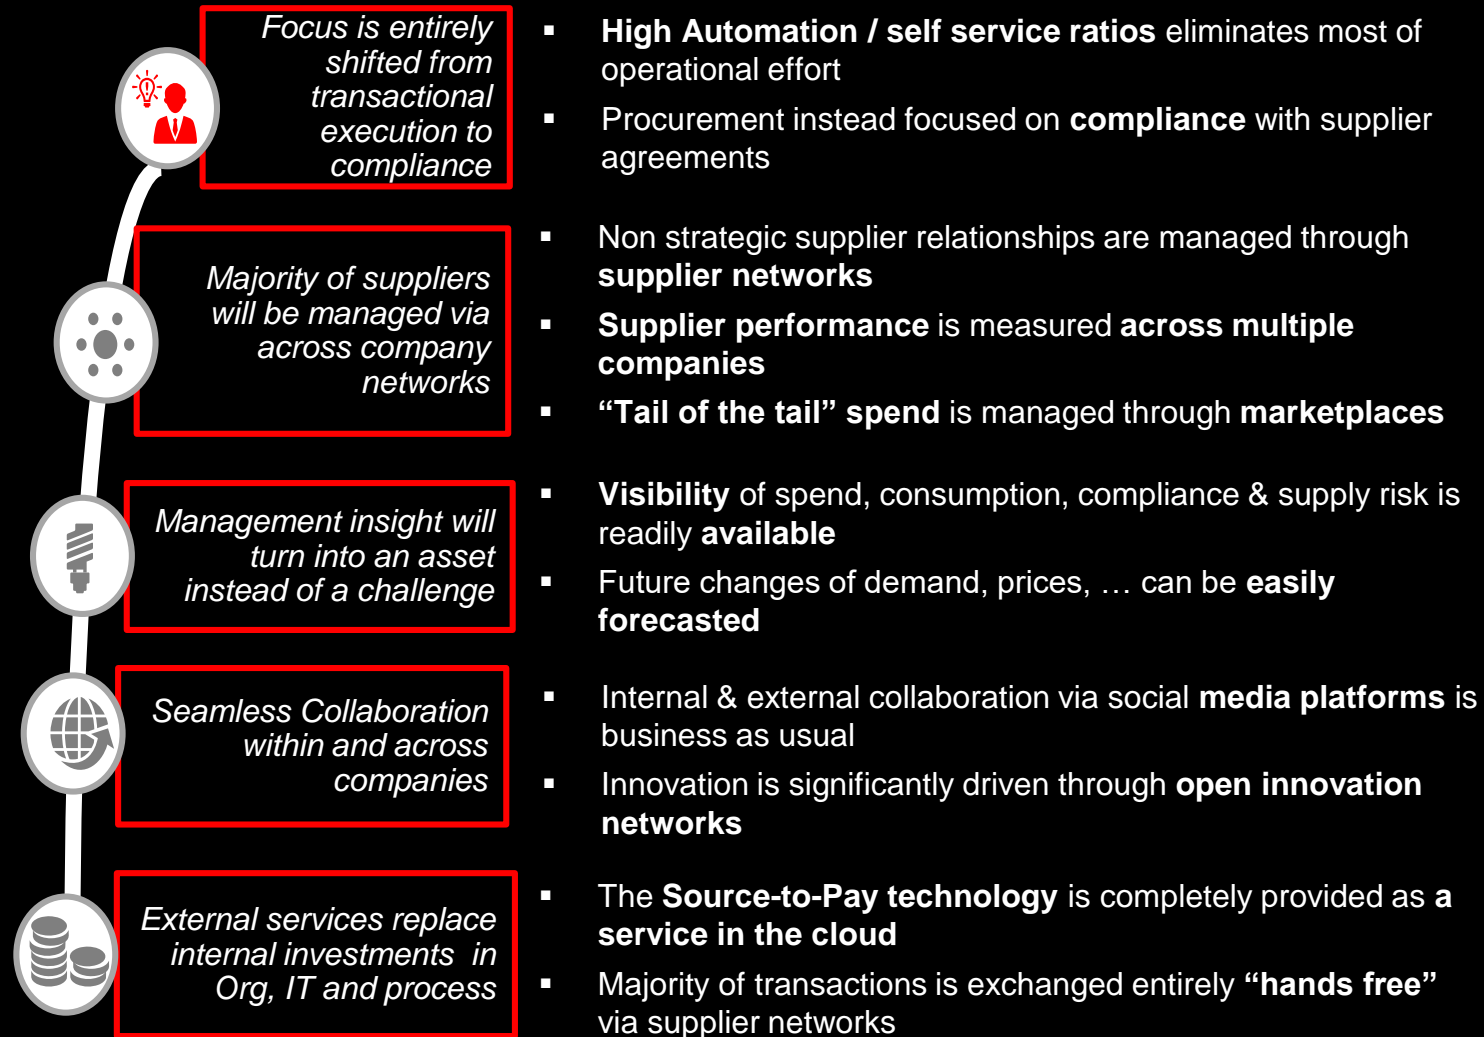 Focus is entirely
shifted from
transactional
execution to
compliance
▪ High Automation / self service ratios eliminates most of
operational effort
▪ Procurement instead focused on compliance with supplier
agreements
Majority of suppliers
will be managed via
across company
networks
▪ Non strategic supplier relationships are managed through
supplier networks
▪ Supplier performance is measured across multiple
companies
▪ “Tail of the tail” spend is managed through marketplaces
Management insight will
turn into an asset
instead of a challenge
▪ Visibility of spend, consumption, compliance & supply risk is
readily available
▪ Future changes of demand, prices, … can be easily
forecasted
Seamless Collaboration
within and across
companies
▪ Internal & external collaboration via social media platforms is
business as usual
▪ Innovation is significantly driven through open innovation
networks
External services replace
internal investments in
Org, IT and process
▪ The Source-to-Pay technology is completely provided as a
service in the cloud
▪ Majority of transactions is exchanged entirely “hands free”
via supplier networks